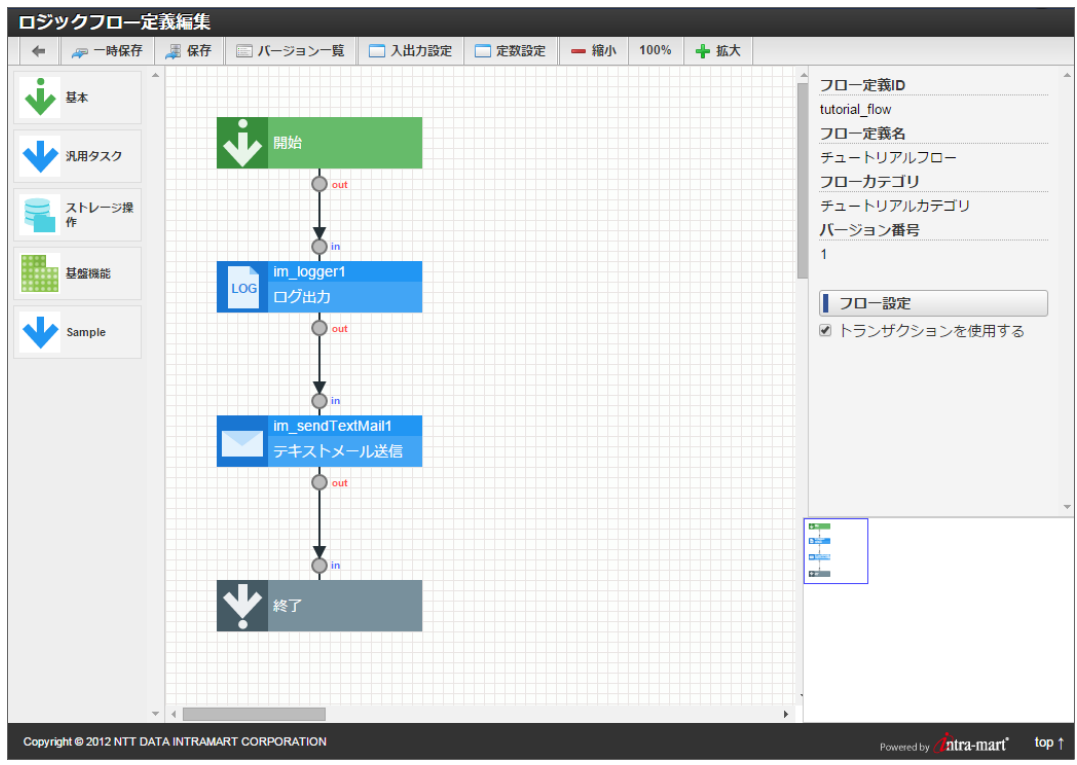 ロジックフロー定義編集
一時保存 保存 バージョン一覧 入出力設定 定数設定 縮小 100% 拡大
基本
汎用タスク
ストレージ操
作
基盤機能
Sample
開始
out
in
LOG
im_logger1
ログ出力
out
in
im_sendTextMail1
テキストメール送信
out
in
終了
フロー定義ID
tutorial_flow
フロー定義名
チュートリアルフロー
フローカテゴリ
チュートリアルカテゴリ
バージョン番号
1
フロー設定
トランザクションを使用する
Copyright © 2012 NTT DATA INTRAMART CORPORATION
Powered by intra-mart
top ↑